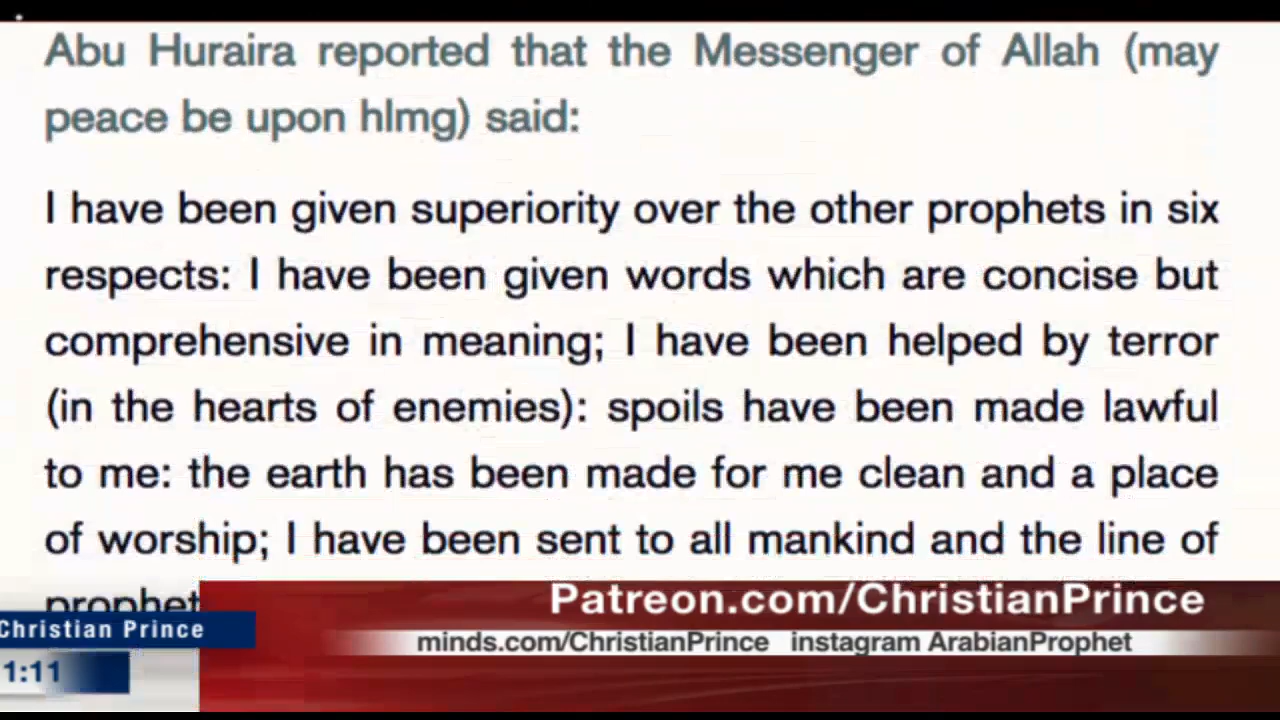 Abu Huraira reported that the Messenger of Allah (may
peace be upon hlmg) said:
I have been given superiority over the other prophets in six
respects: I have been given words which are concise but
comprehensive in meaning; I have been helped by terror
(in the hearts of enemies): spoils have been made lawful
to me: the earth has been made for me clean and a place
of worship; I have been sent to all mankind and the line of
prophet
Patreon.com/ChristianPrince
Christian Prince
minds.com/ChristianPrince instagram ArabianProphet
1:11